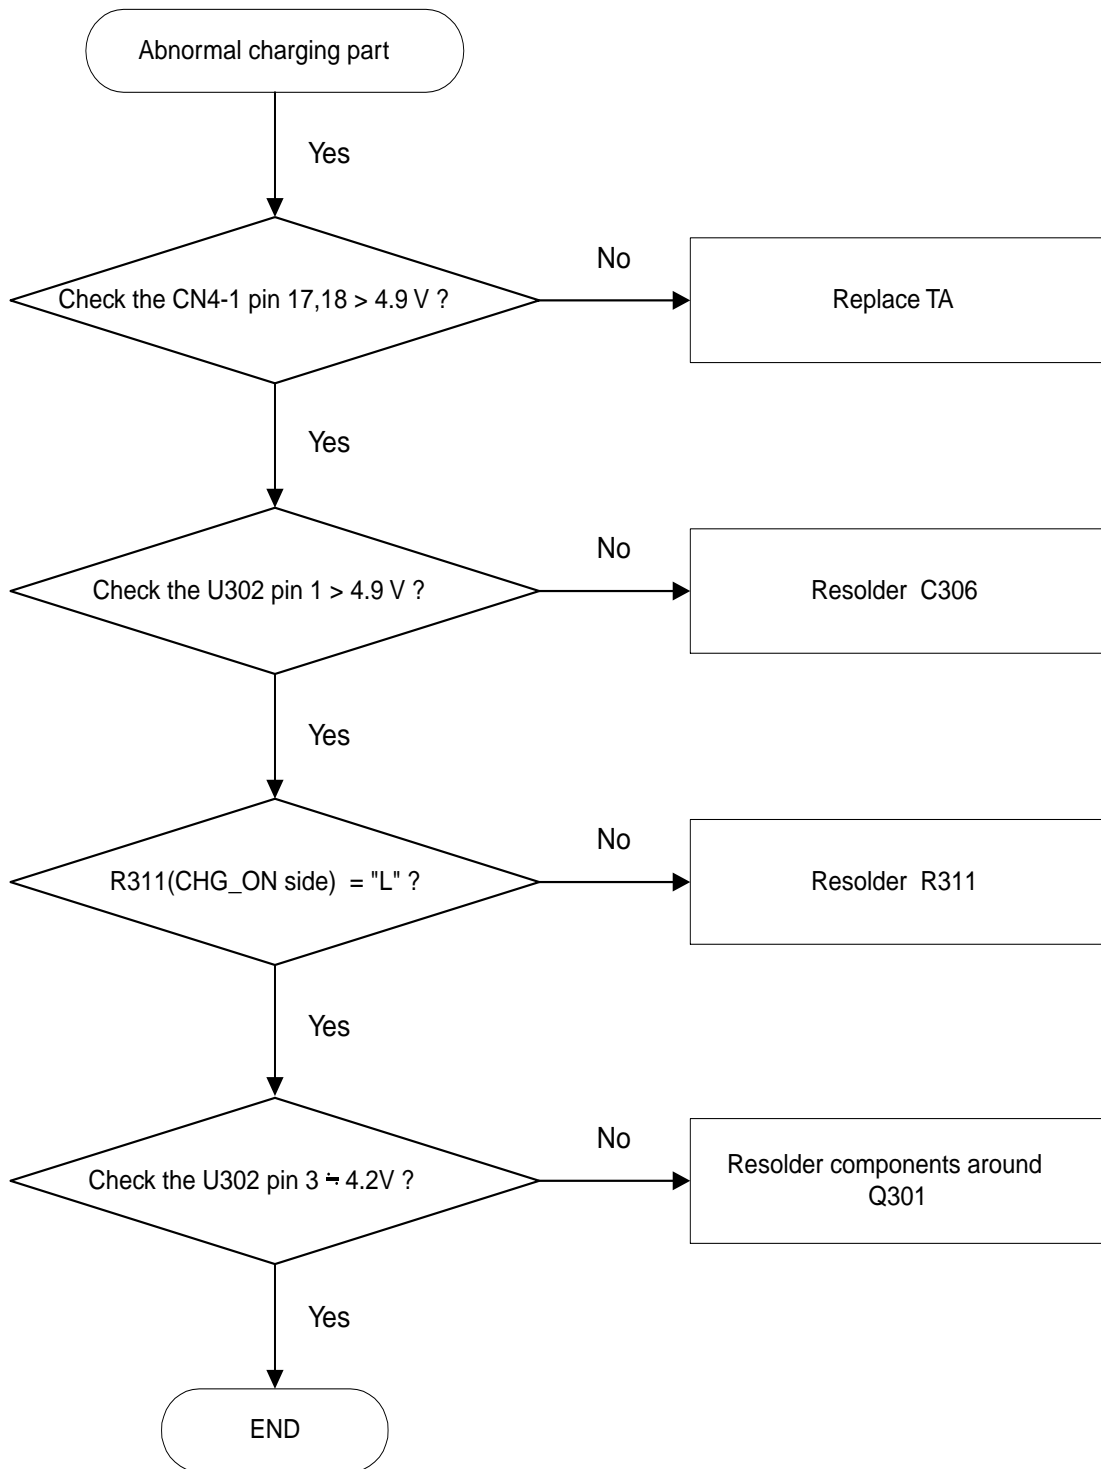 Abnormal charging part
Yes
Check the CN4-1 pin 17,18 > 4.9 V ?
No
Replace TA
Yes
Check the U302 pin 1 > 4.9 V ?
No
Resolder C306
Yes
R311(CHG_ON side) = "L" ?
No
Resolder R311
Yes
Check the U302 pin 3 ≒ 4.2V ?
No
Resolder components around
Q301
Yes
END